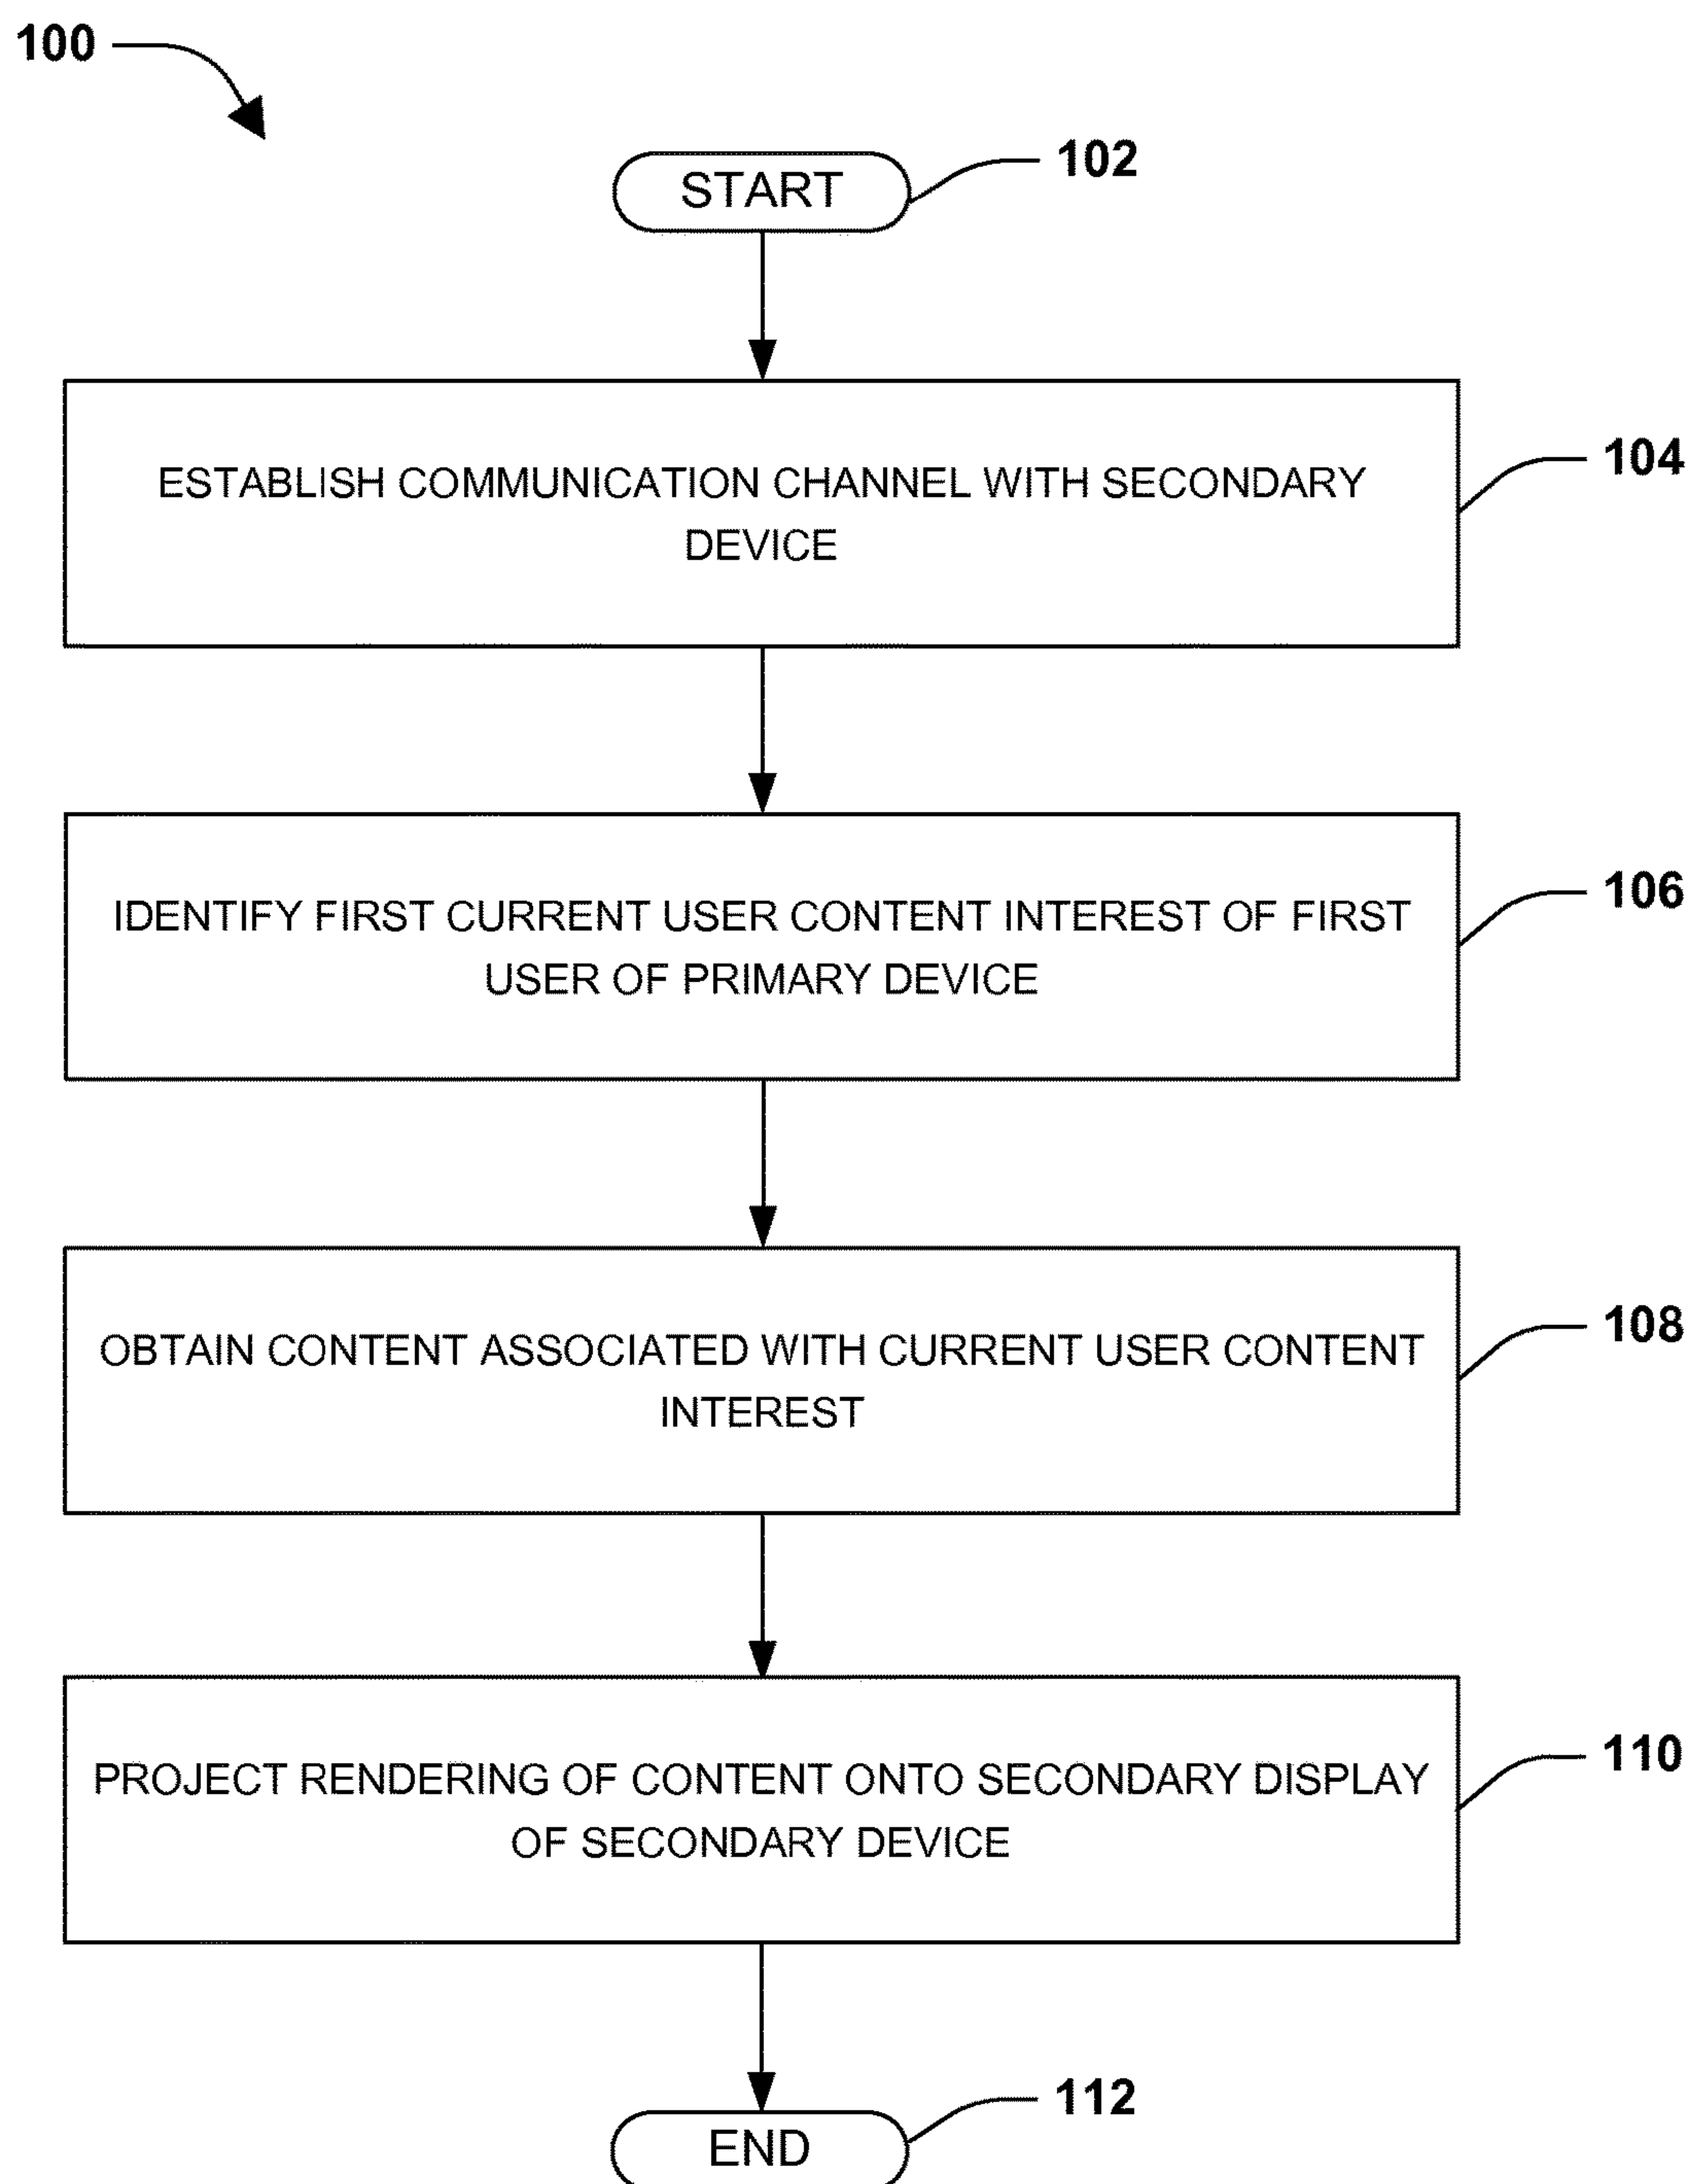 100
START
102
ESTABLISH COMMUNICATION CHANNEL WITH SECONDARY
DEVICE
104
IDENTIFY FIRST CURRENT USER CONTENT INTEREST OF FIRST
USER OF PRIMARY DEVICE
106
OBTAIN CONTENT ASSOCIATED WITH CURRENT USER CONTENT
INTEREST
108
PROJECT RENDERING OF CONTENT ONTO SECONDARY DISPLAY
OF SECONDARY DEVICE
110
END
112